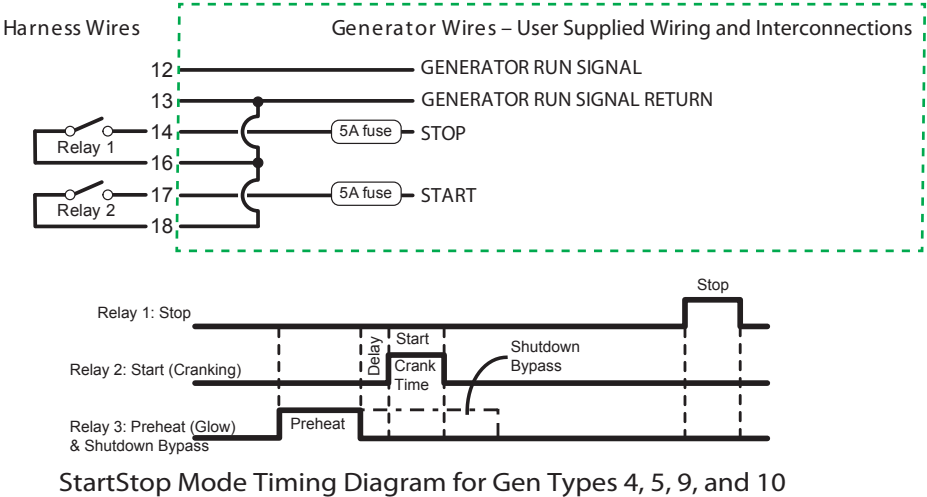 Harness Wires
Generator Wires – User Supplied Wiring and Interconnections
12
GENERATOR RUN SIGNAL
13
GENERATOR RUN SIGNAL RETURN
14
5A fuse
STOP
Relay 1
16
17
5A fuse
START
Relay 2
18
Stop
Relay 1: Stop
Delay
Start
Shutdown
Bypass
Relay 2: Start (Cranking)
Crank
Time
Relay 3: Preheat (Glow)
& Shutdown Bypass
Preheat
StartStop Mode Timing Diagram for Gen Types 4, 5, 9, and 10